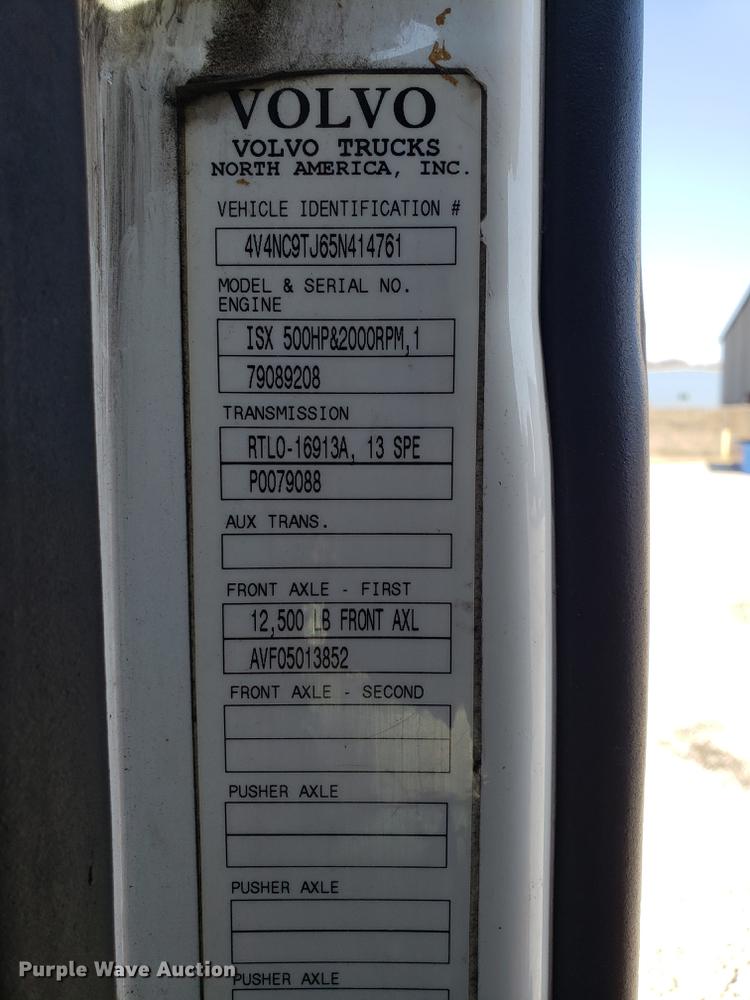 VOLVO
VOLVO TRUCKS
NORTH AMERICA, INC.
VEHICLE IDENTIFICATION #
4V4NC9TJ65N414761
MODEL & SERIAL NO.
ENGINE
ISX 500HP&2000RPM,1
79089208
TRANSMISSION
RTLO-16913A, 13 SPE
P0079088
AUX TRANS.
FRONT AXLE - FIRST
12,500 LB FRONT AXL
AVF05013852
FRONT AXLE - SECOND
PUSHER AXLE
PUSHER AXLE
PUSHER AXLE
Purple Wave Auction